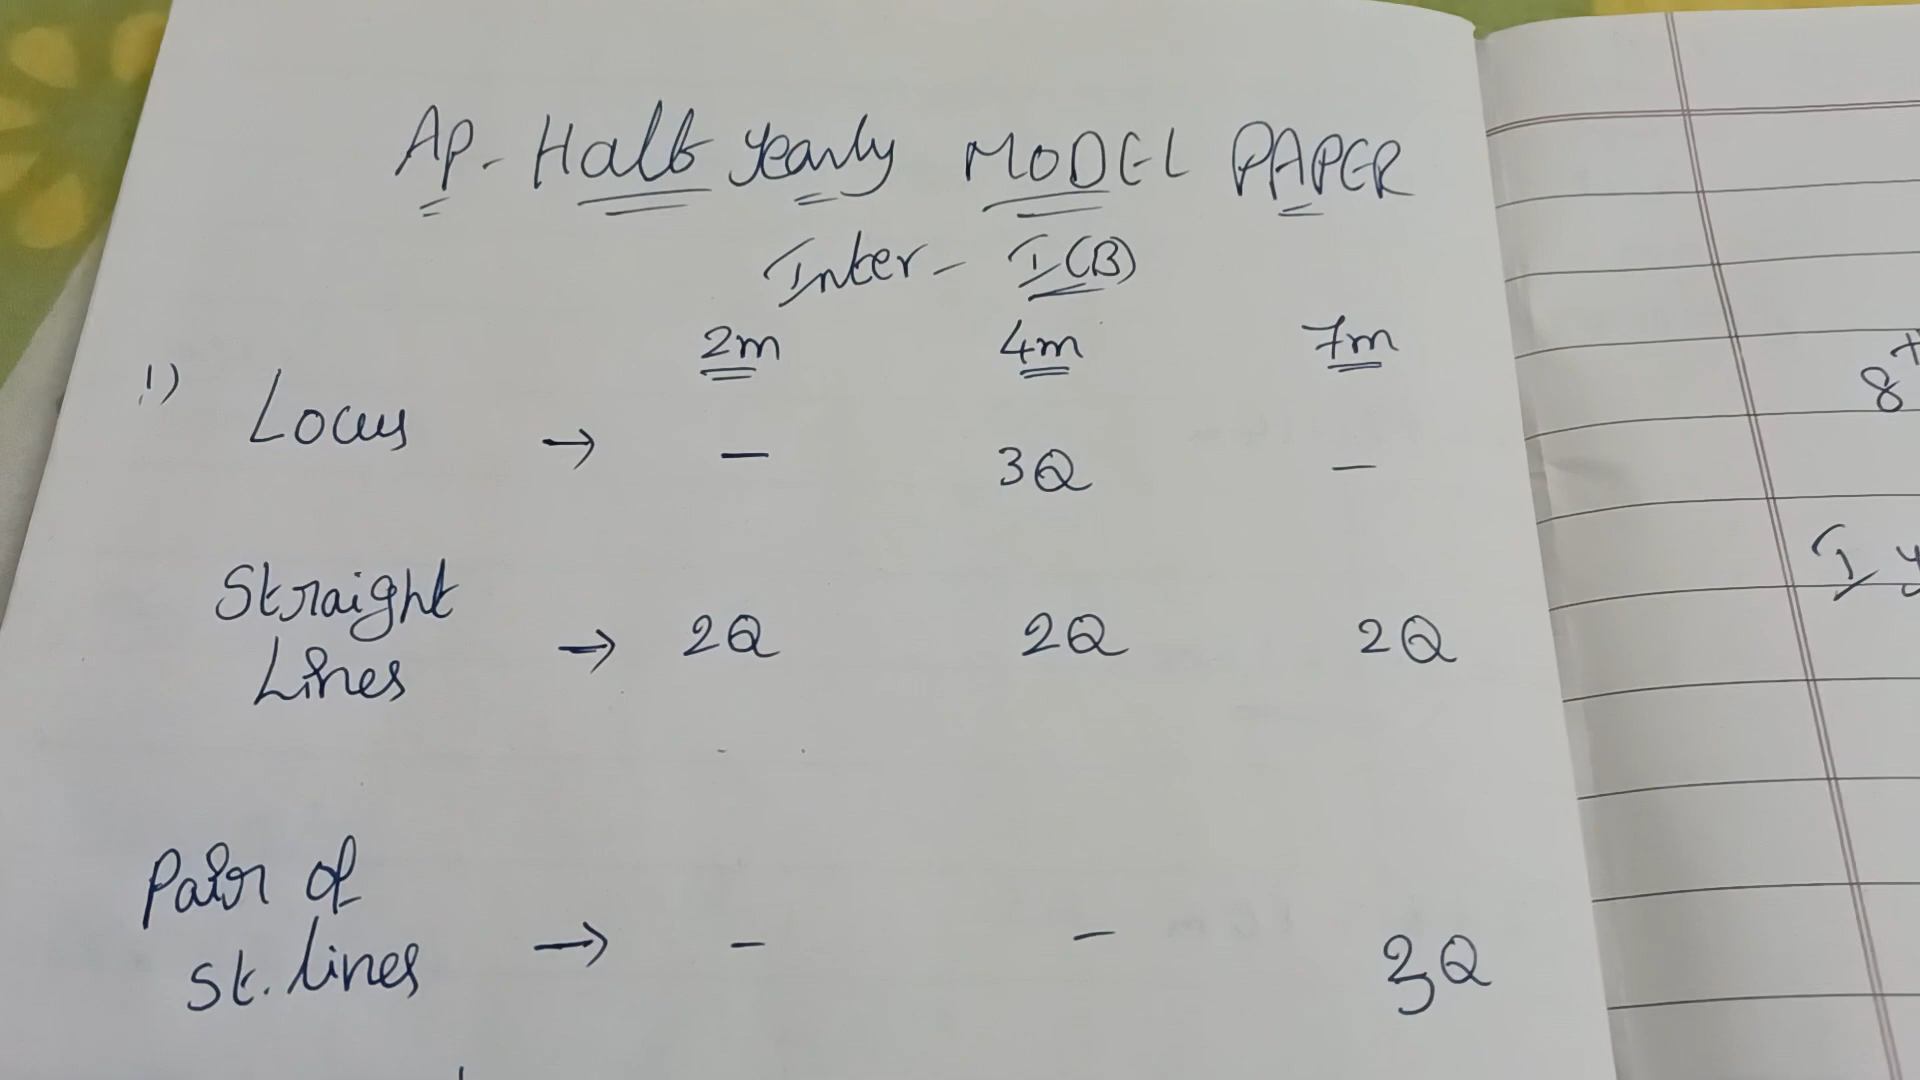 AP- Half yearly MODEL PAPER
Inter- I(B)
2m 4m 7m
1) Locus → - 3Q -
Straight
Lines → 2Q 2Q 2Q
Pair of
st. lines → - - 3Q
8
I y